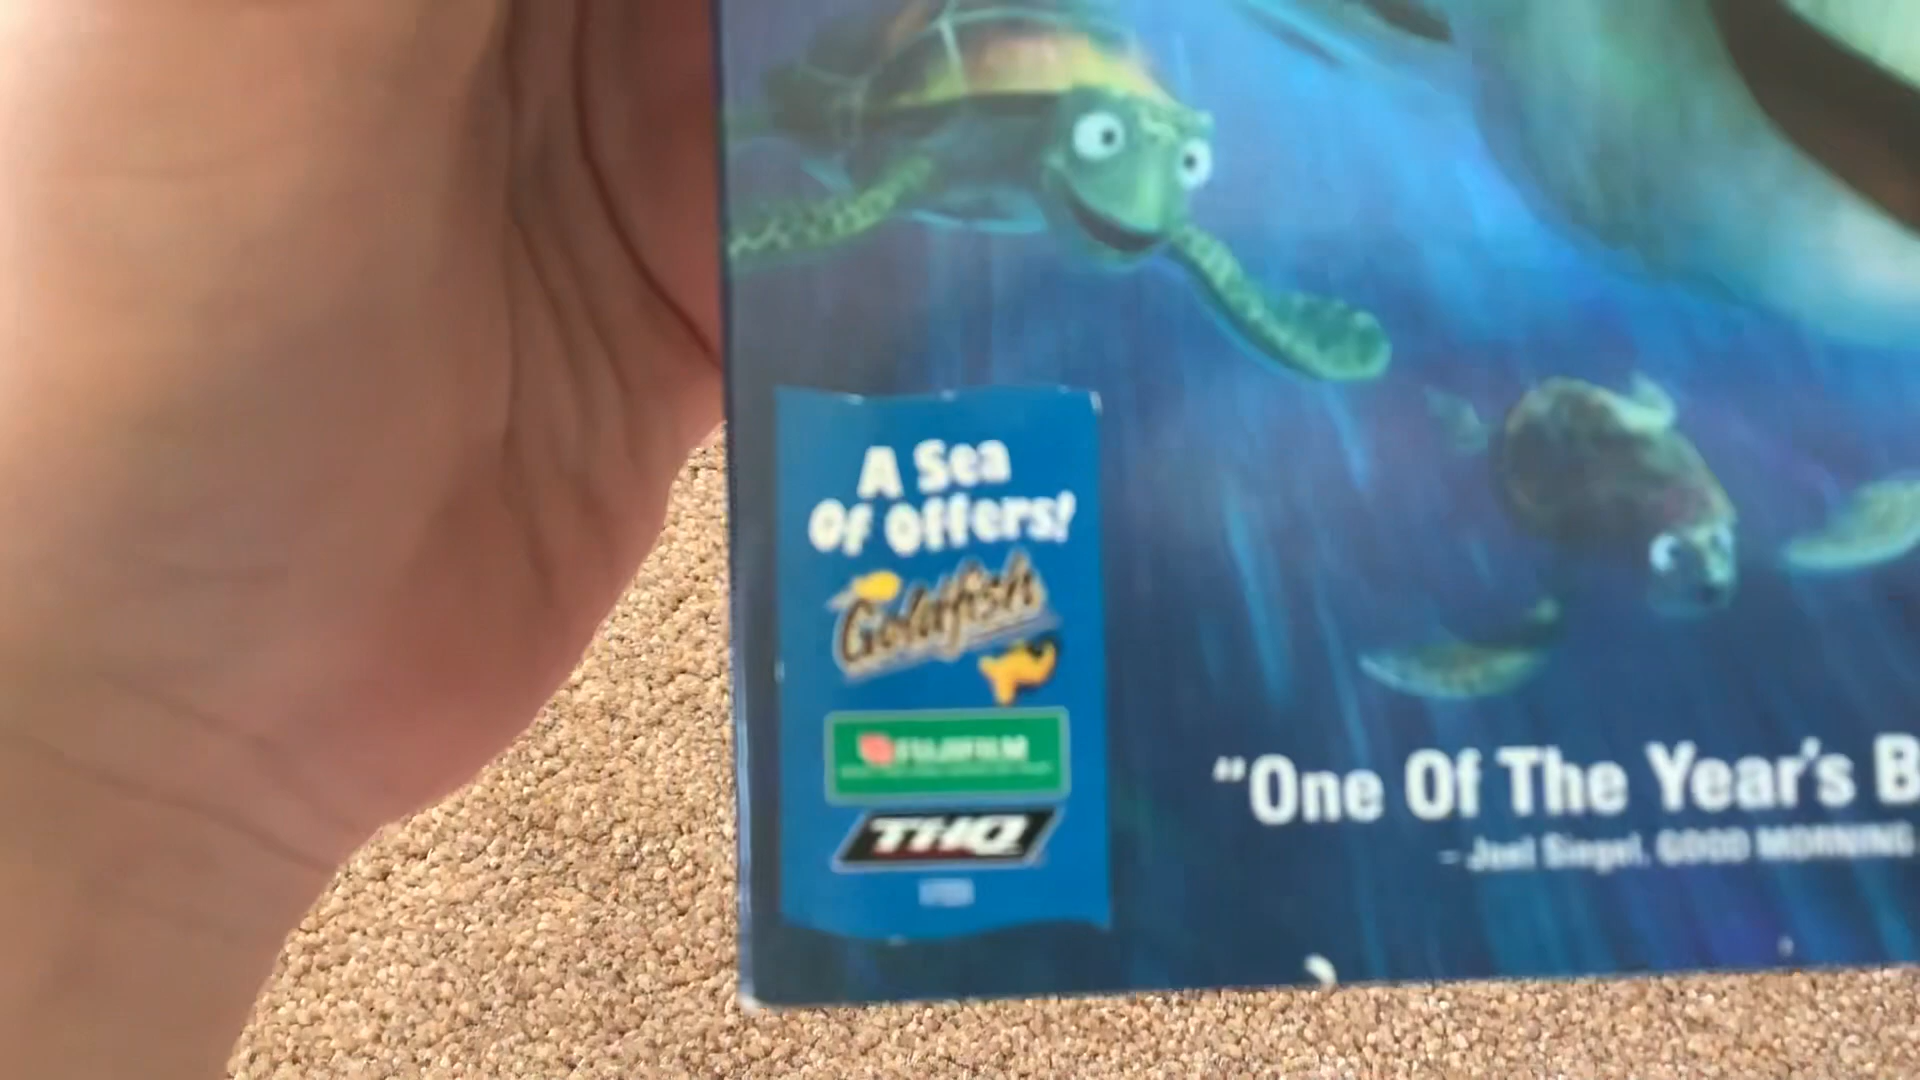 A Sea
Of Offers!
Goldfish
FUJIFILM
THQ
"One Of The Year's B
– Joel Siegel, GOOD MORNING